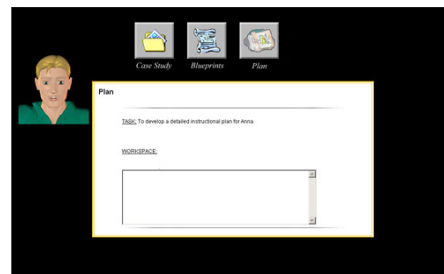 Case Study Blueprints Plan
Plan
TASK: To develop a detailed instructional plan for Anna.
WORKSPACE: